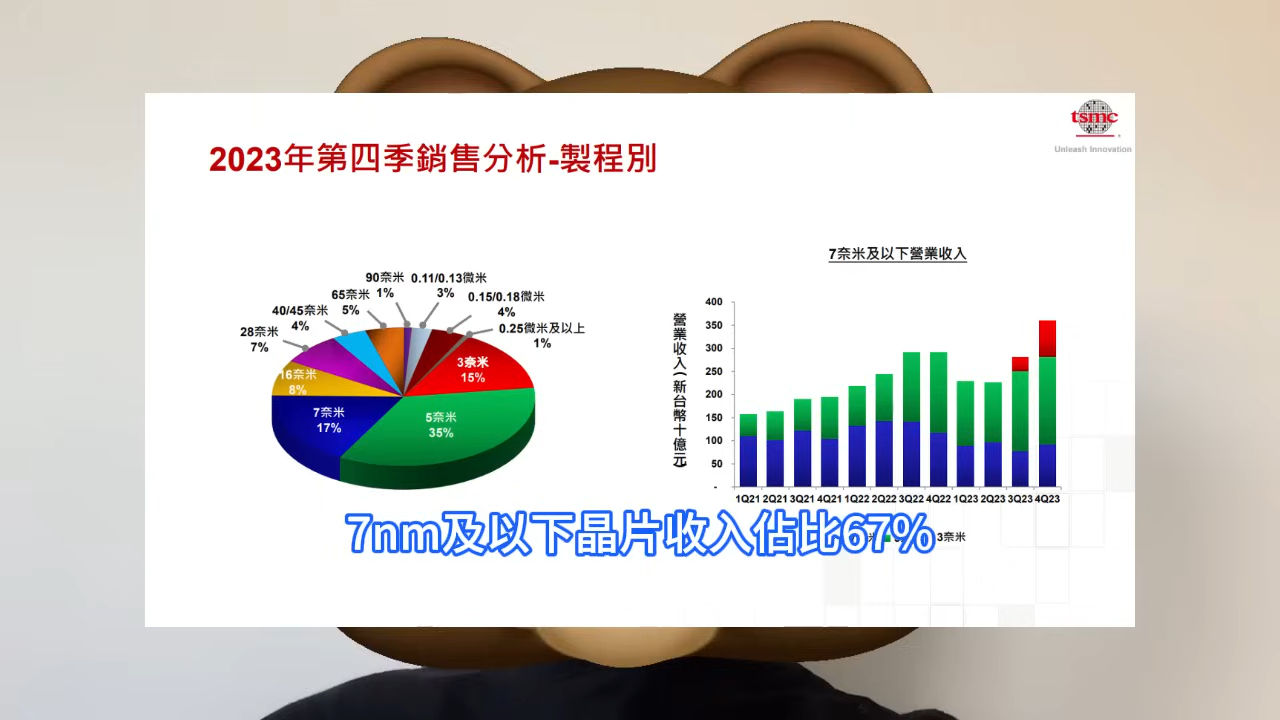 tsmc
Unleash Innovation
2023年第四季銷售分析-製程別
90奈米
1%
0.11/0.13微米
3%
65奈米
5%
0.15/0.18微米
4%
40/45奈米
4%
0.25微米及以上
1%
28奈米
7%
16奈米
8%
3奈米
15%
7奈米
17%
5奈米
35%
7奈米及以下營業收入
營業收入(新台幣十億元)
400
350
300
250
200
150
100
50
-
1Q21 2Q21 3Q21 4Q21 1Q22 2Q22 3Q22 4Q22 1Q23 2Q23 3Q23 4Q23
3奈米
7nm及以下晶片收入佔比67%